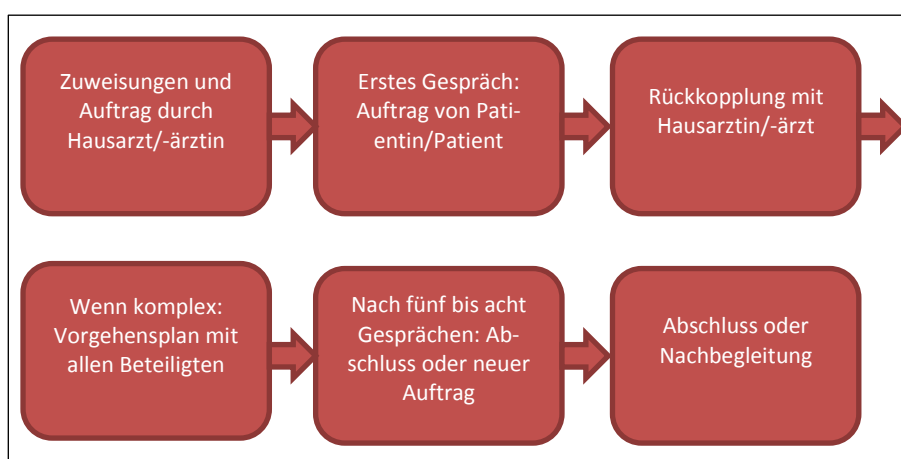 Zuweisungen und
Auftrag durch
Hausarzt/-ärztin
Erstes Gespräch:
Auftrag von Pati-
entin/Patient
Rückkopplung mit
Hausarztin/-ärzt
Wenn komplex:
Vorgehensplan mit
allen Beteiligten
Nach fünf bis acht
Gesprächen: Ab-
schluss oder neuer
Auftrag
Abschluss oder
Nachbegleitung